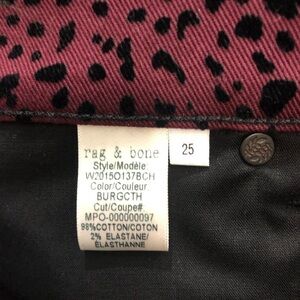 rag & bone
25
Style/Modèle
W2015O137BCH
Color/Couleur
BURGCTH
Cut/Coupe#
MPO-000000097
98%COTTON/COTON
2% ELASTANE/
ELASTHANNE